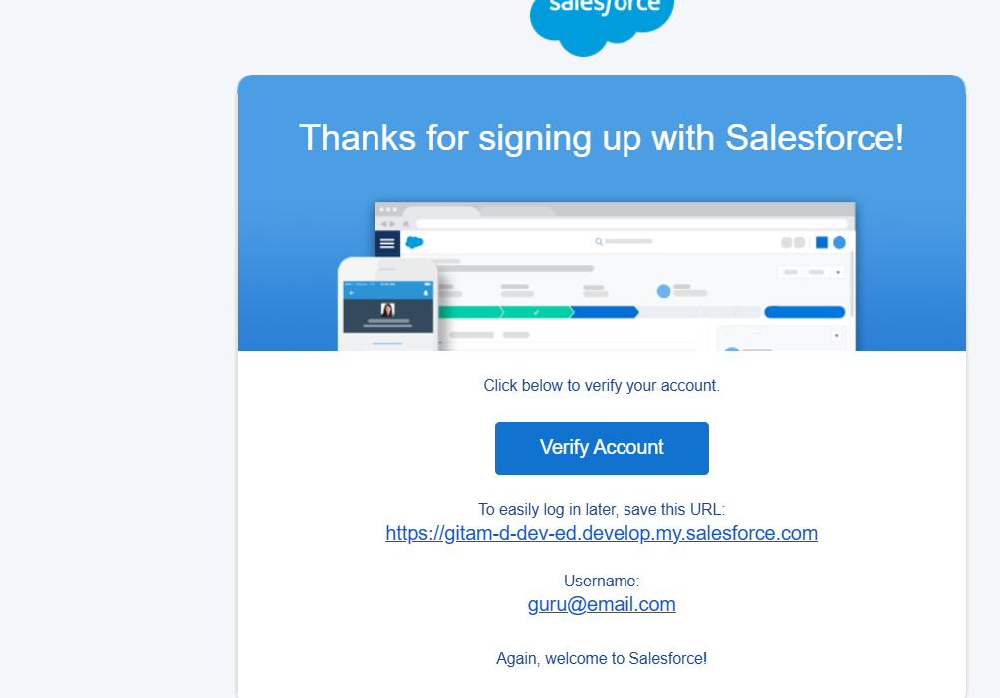 salesforce
Thanks for signing up with Salesforce!
Click below to verify your account.
Verify Account
To easily log in later, save this URL:
https://gitam-d-dev-ed.develop.my.salesforce.com
Username:
guru@email.com
Again, welcome to Salesforce!